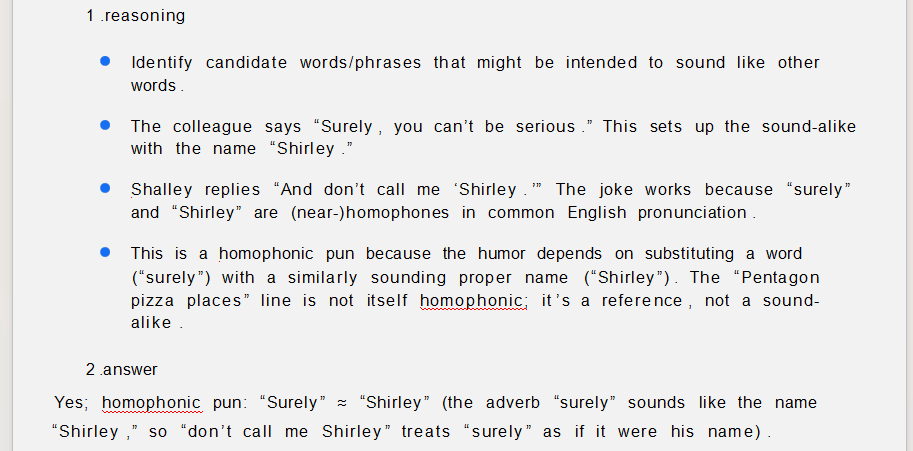 1 .reasoning
Identify candidate words/phrases that might be intended to sound like other
words .
The colleague says “Surely , you can’t be serious .” This sets up the sound-alike
with the name “Shirley .”
Shalley replies “And don’t call me ‘Shirley . ’” The joke works because “surely”
and “Shirley” are (near-)homophones in common English pronunciation .
This is a homophonic pun because the humor depends on substituting a word
(“surely”) with a similarly sounding proper name (“Shirley”) . The “Pentagon
pizza places” line is not itself homophonic; it’s a reference , not a sound-
alike .
2 .answer
Yes; homophonic pun: “Surely” ≈ “Shirley” (the adverb “surely” sounds like the name
“Shirley ,” so “don’t call me Shirley” treats “surely” as if it were his name) .